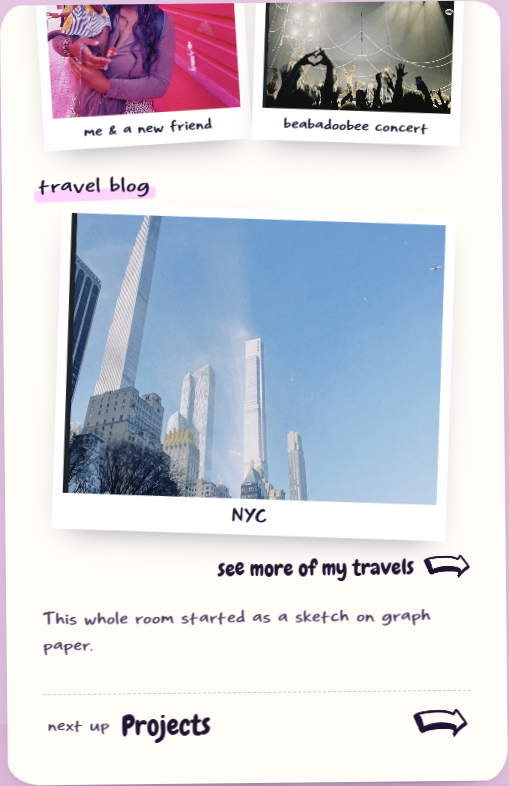 me & a new friend
beabadoobee concert
travel blog
NYC
see more of my travels
This whole room started as a sketch on graph
paper.
next up Projects